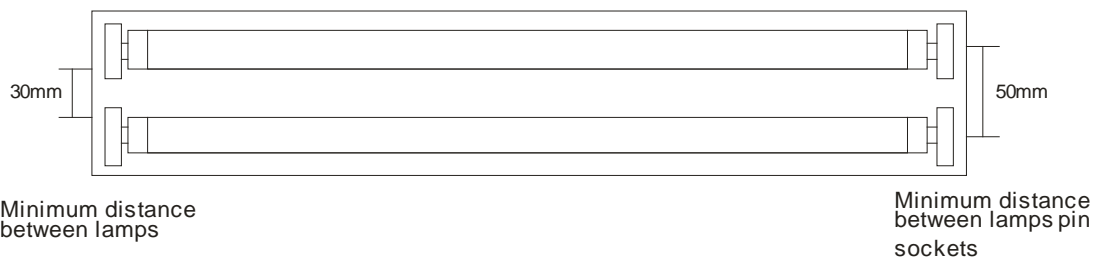 30mm
50mm
Minimum distance
between lamps
Minimum distance
between lamps pin
sockets